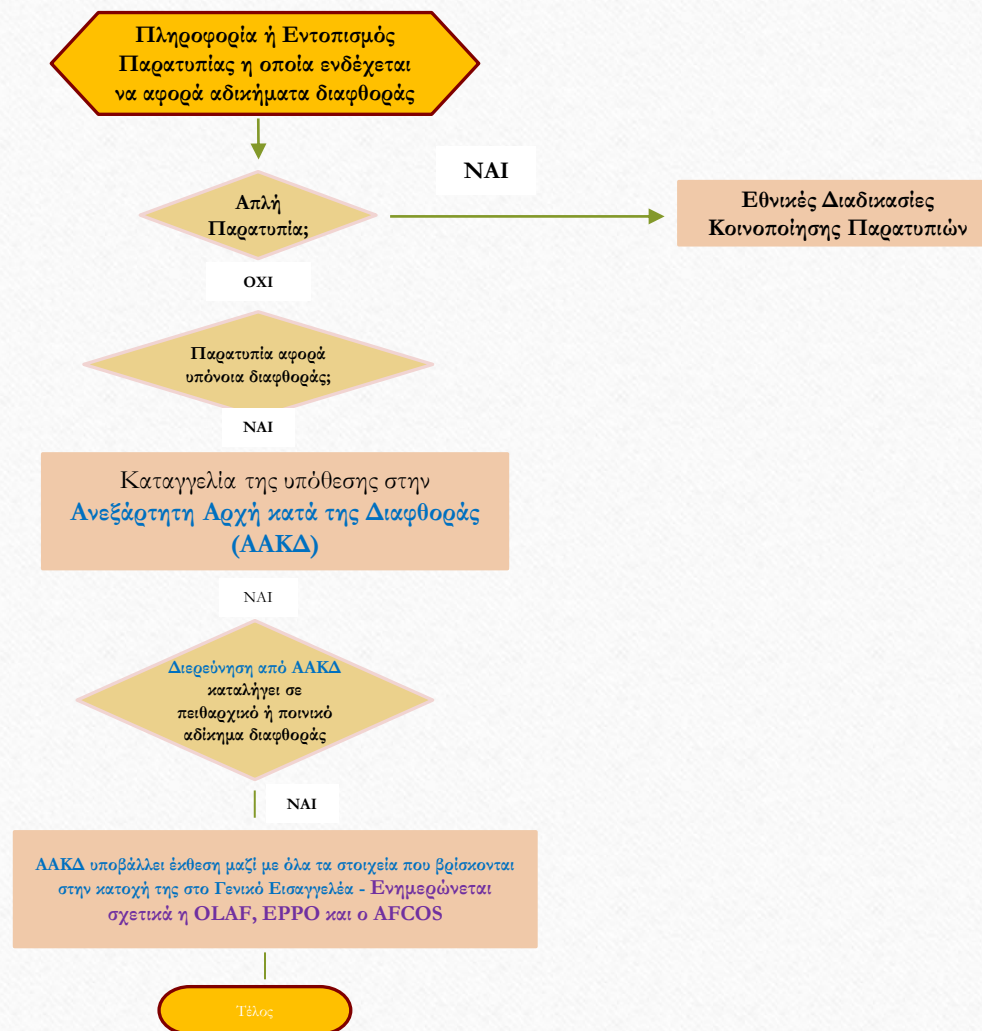 Πληροφορία ή Εντοπισμός
Παρατυπίας η οποία ενδέχεται
να αφορά αδικήματα διαφθοράς
ΝΑΙ
Απλή
Παρατυπία;
Εθνικές Διαδικασίες
Κοινοποίησης Παρατυπιών
ΟΧΙ
Παρατυπία αφορά
υπόνοια διαφθοράς;
ΝΑΙ
Καταγγελία της υπόθεσης στην
Ανεξάρτητη Αρχή κατά της Διαφθοράς
(ΑΑΚΔ)
ΝΑΙ
Διερεύνηση από ΑΑΚΔ
καταλήγει σε
πειθαρχικό ή ποινικό
αδίκημα διαφθοράς
ΝΑΙ
ΑΑΚΔ υποβάλλει έκθεση μαζί με όλα τα στοιχεία που βρίσκονται
στην κατοχή της στο Γενικό Εισαγγελέα - Ενημερώνεται
σχετικά η OLAF, EPPO και ο AFCOS
Τέλος